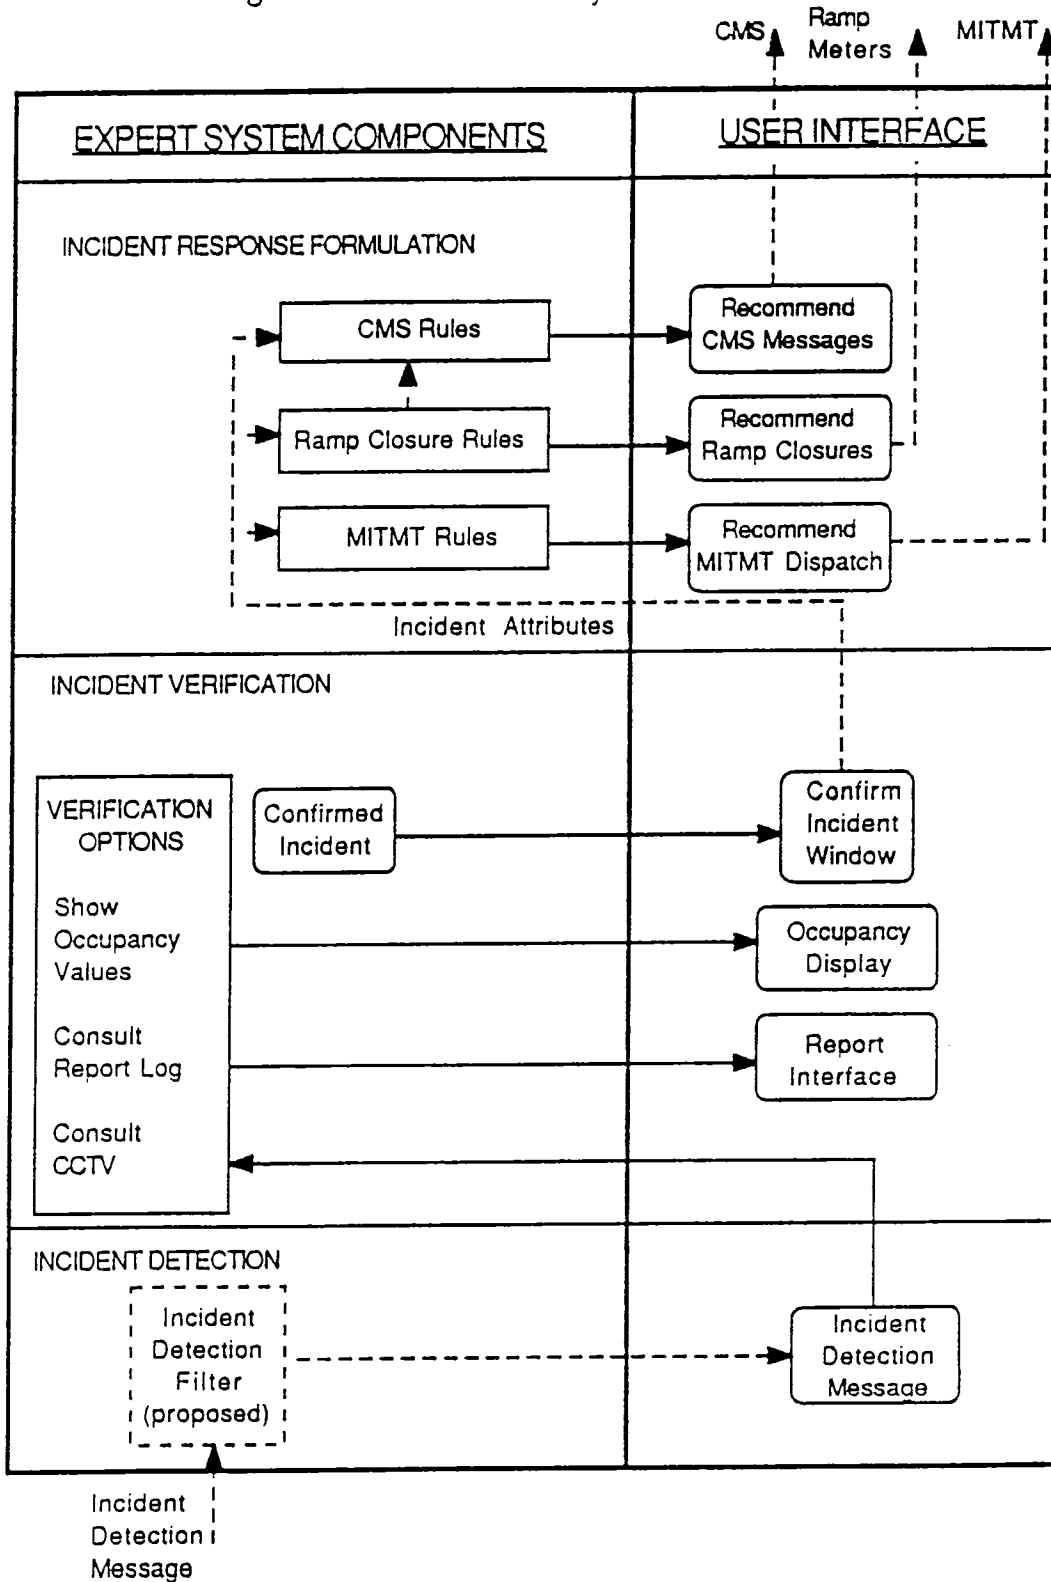 CMS
Ramp
Meters
MITMT
EXPERT SYSTEM COMPONENTS
USER INTERFACE
INCIDENT RESPONSE FORMULATION
CMS Rules
Recommend
CMS Messages
Ramp Closure Rules
Recommend
Ramp Closures
MITMT Rules
Recommend
MITMT Dispatch
Incident Attributes
INCIDENT VERIFICATION
VERIFICATION
OPTIONS
Confirmed
Incident
Confirm
Incident
Window
Show
Occupancy
Values
Occupancy
Display
Consult
Report Log
Report
Interface
Consult
CCTV
INCIDENT DETECTION
Incident
Detection
Filter
(proposed)
Incident
Detection
Message
Incident
Detection
Message